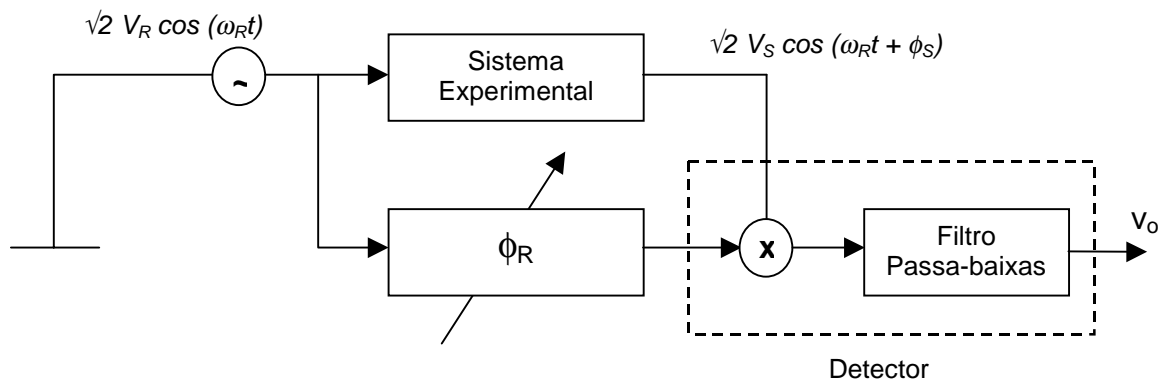 √2 V_R cos (ω_Rt)
~
Sistema
Experimental
√2 V_S cos (ω_Rt + ϕ_S)
ϕ_R
x
Filtro
Passa-baixas
v_o
Detector